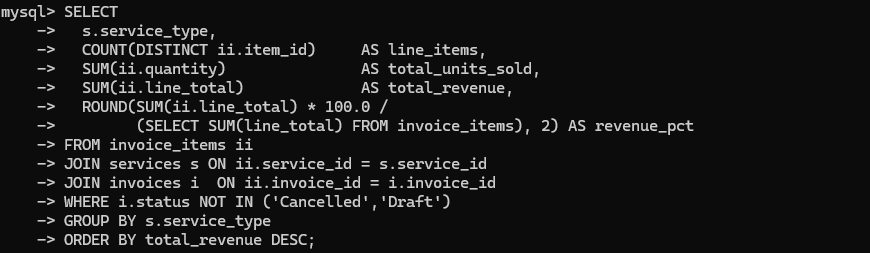 mysql> SELECT
    ->   s.service_type,
    ->   COUNT(DISTINCT ii.item_id)     AS line_items,
    ->   SUM(ii.quantity)               AS total_units_sold,
    ->   SUM(ii.line_total)             AS total_revenue,
    ->   ROUND(SUM(ii.line_total) * 100.0 /
    ->         (SELECT SUM(line_total) FROM invoice_items), 2) AS revenue_pct
    -> FROM invoice_items ii
    -> JOIN services s ON ii.service_id = s.service_id
    -> JOIN invoices i  ON ii.invoice_id = i.invoice_id
    -> WHERE i.status NOT IN ('Cancelled','Draft')
    -> GROUP BY s.service_type
    -> ORDER BY total_revenue DESC;